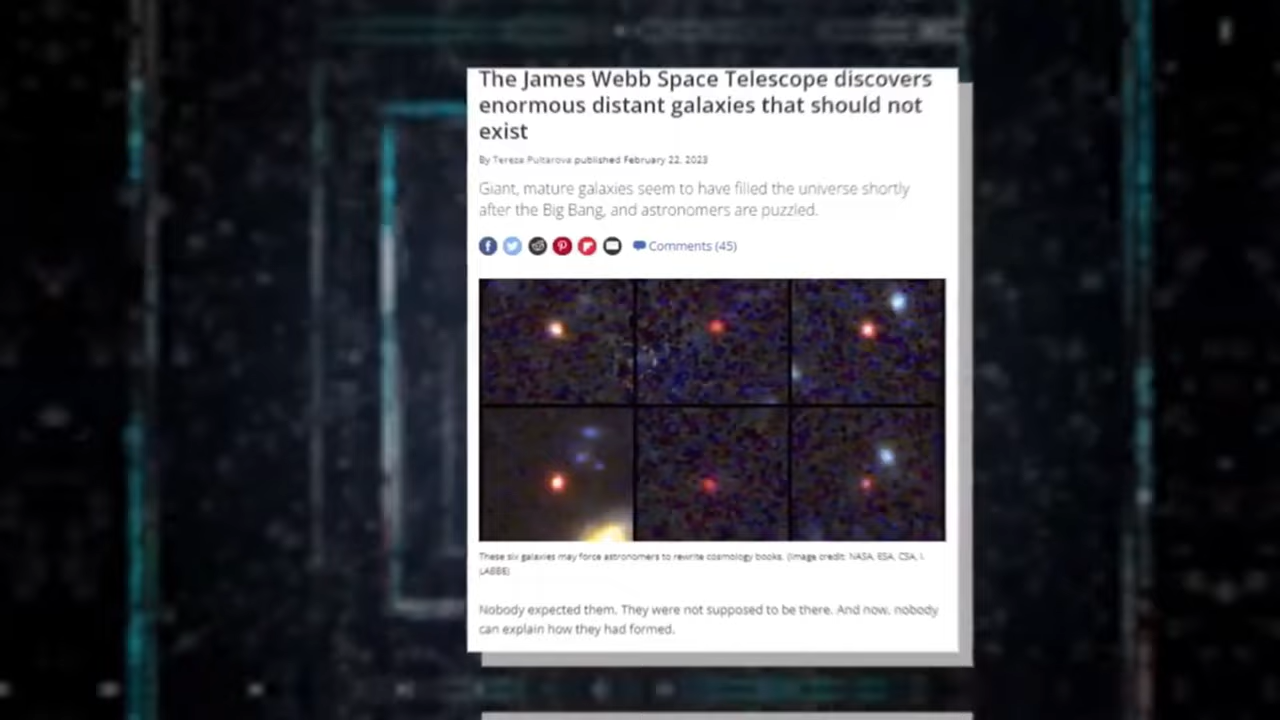 The James Webb Space Telescope discovers
enormous distant galaxies that should not
exist
By Tereza Pultarova published February 22, 2023
Giant, mature galaxies seem to have filled the universe shortly
after the Big Bang, and astronomers are puzzled.
Comments (45)
These six galaxies may force astronomers to rewrite cosmology books. (Image credit: NASA, ESA, CSA, I.
LABBE)
Nobody expected them. They were not supposed to be there. And now, nobody
can explain how they had formed.